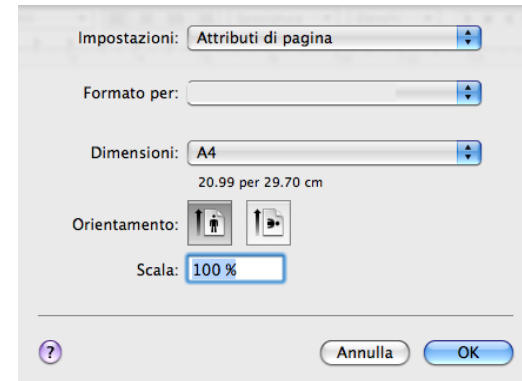 Impostazioni: Attributi di pagina
Formato per:
Dimensioni: A4
20.99 per 29.70 cm
Orientamento:
Scala: 100 %
? Annulla OK